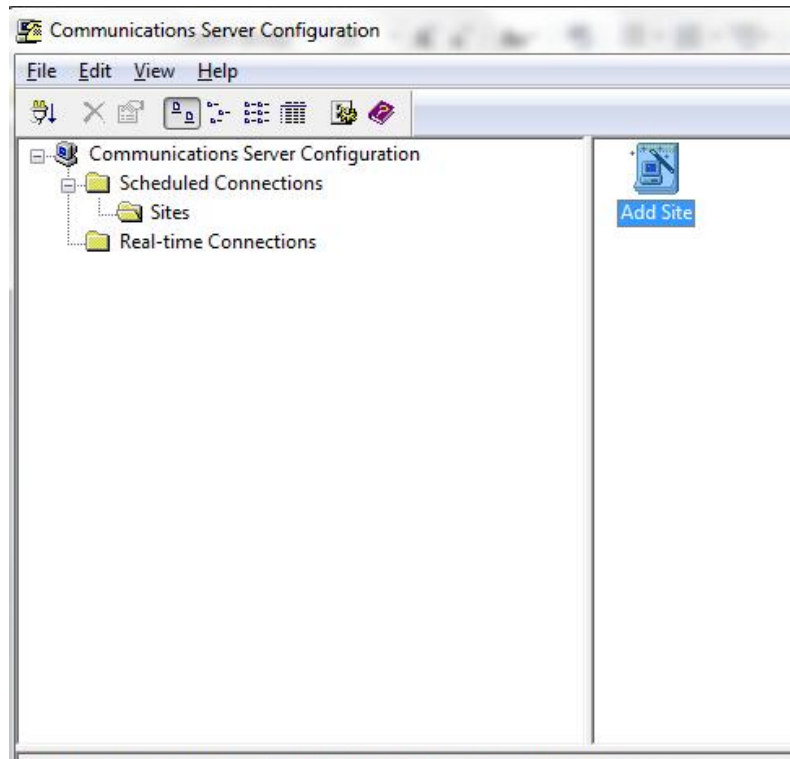 Communications Server Configuration
File Edit View Help
Communications Server Configuration
Scheduled Connections
Sites
Real-time Connections
Add Site